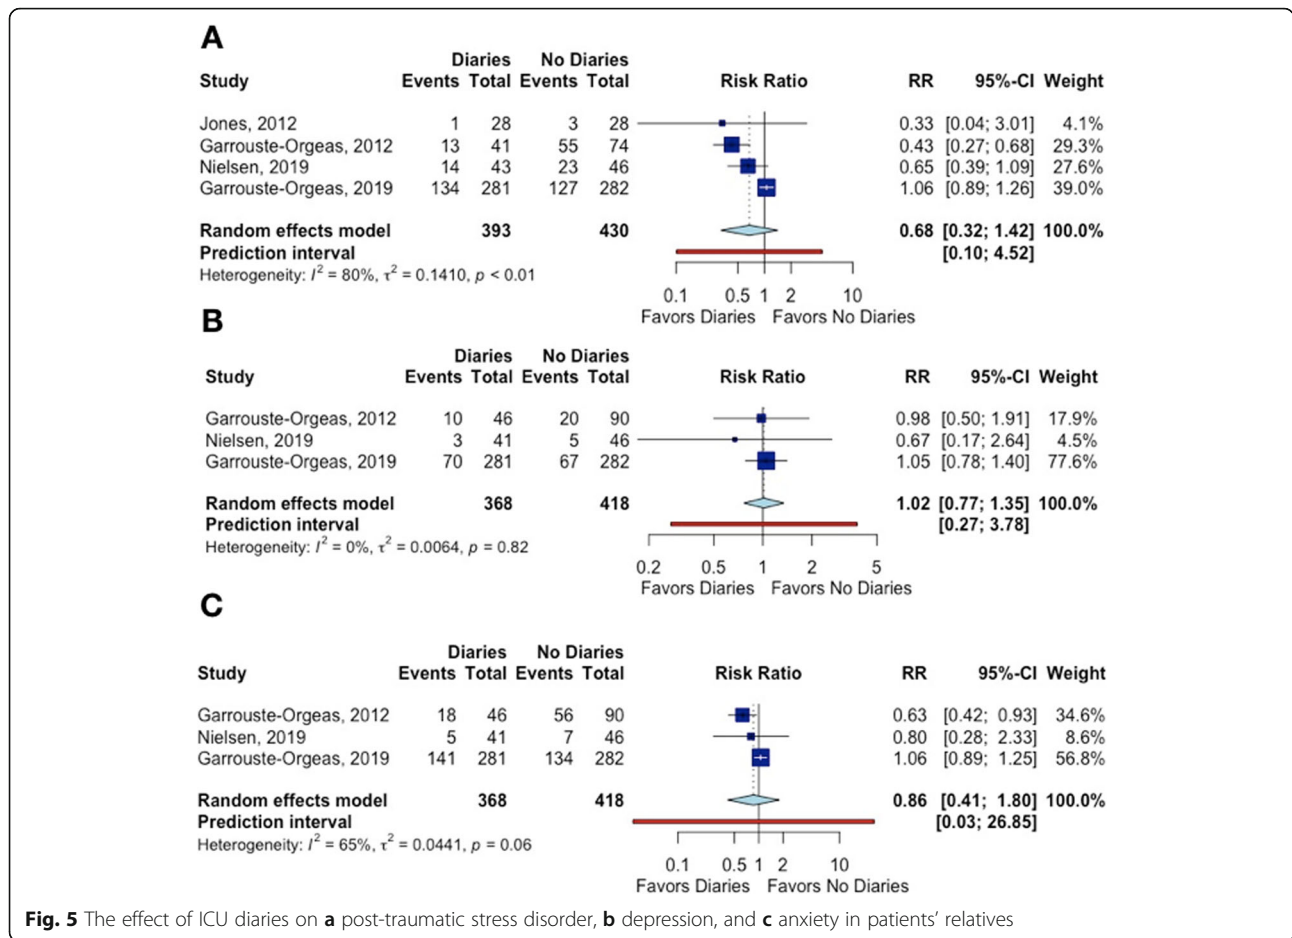 A
Diaries No Diaries
Study Events Total Events Total Risk Ratio RR 95%-CI Weight
Jones, 2012 1 28 3 28 0.33 [0.04; 3.01] 4.1%
Garrouste-Orgeas, 2012 13 41 55 74 0.43 [0.27; 0.68] 29.3%
Nielsen, 2019 14 43 23 46 0.65 [0.39; 1.09] 27.6%
Garrouste-Orgeas, 2019 134 281 127 282 1.06 [0.89; 1.26] 39.0%
Random effects model 393 430 0.68 [0.32; 1.42] 100.0%
Prediction interval [0.10; 4.52]
Heterogeneity: I² = 80%, τ² = 0.1410, p < 0.01
0.1 0.5 1 2 10
Favors Diaries Favors No Diaries
B
Diaries No Diaries
Study Events Total Events Total Risk Ratio RR 95%-CI Weight
Garrouste-Orgeas, 2012 10 46 20 90 0.98 [0.50; 1.91] 17.9%
Nielsen, 2019 3 41 5 46 0.67 [0.17; 2.64] 4.5%
Garrouste-Orgeas, 2019 70 281 67 282 1.05 [0.78; 1.40] 77.6%
Random effects model 368 418 1.02 [0.77; 1.35] 100.0%
Prediction interval [0.27; 3.78]
Heterogeneity: I² = 0%, τ² = 0.0064, p = 0.82
0.2 0.5 1 2 5
Favors Diaries Favors No Diaries
C
Diaries No Diaries
Study Events Total Events Total Risk Ratio RR 95%-CI Weight
Garrouste-Orgeas, 2012 18 46 56 90 0.63 [0.42; 0.93] 34.6%
Nielsen, 2019 5 41 7 46 0.80 [0.28; 2.33] 8.6%
Garrouste-Orgeas, 2019 141 281 134 282 1.06 [0.89; 1.25] 56.8%
Random effects model 368 418 0.86 [0.41; 1.80] 100.0%
Prediction interval [0.03; 26.85]
Heterogeneity: I² = 65%, τ² = 0.0441, p = 0.06
0.1 0.5 1 2 10
Favors Diaries Favors No Diaries
Fig. 5 The effect of ICU diaries on a post-traumatic stress disorder, b depression, and c anxiety in patients' relatives